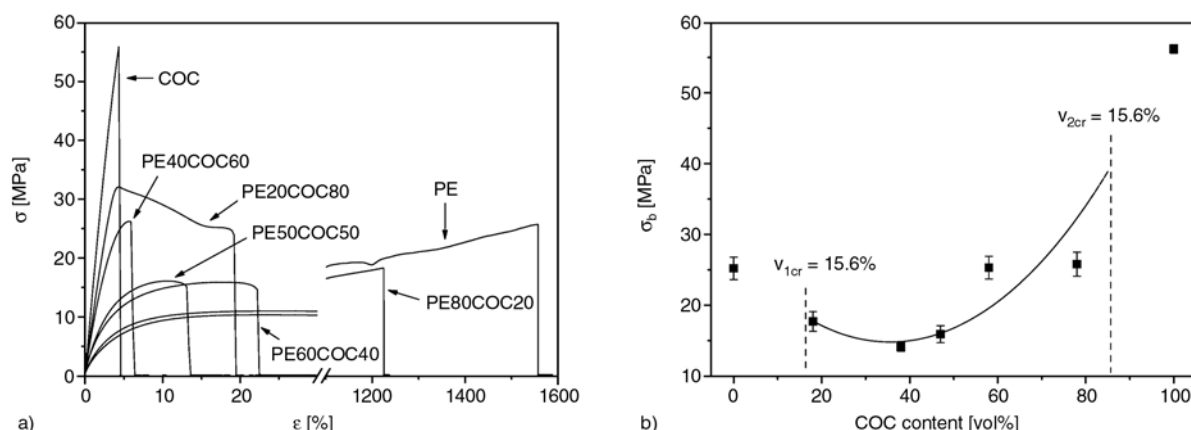 60
50
40
30
20
10
0
σ [MPa]
COC
PE40COC60
PE20COC80
PE50COC50
PE
PE80COC20
PE60COC40
0 10 20 1200 1400 1600
a)
ε [%]
60
50
40
30
20
10
σb [MPa]
v2cr = 15.6%
v1cr = 15.6%
0 20 40 60 80 100
b)
COC content [vol%]